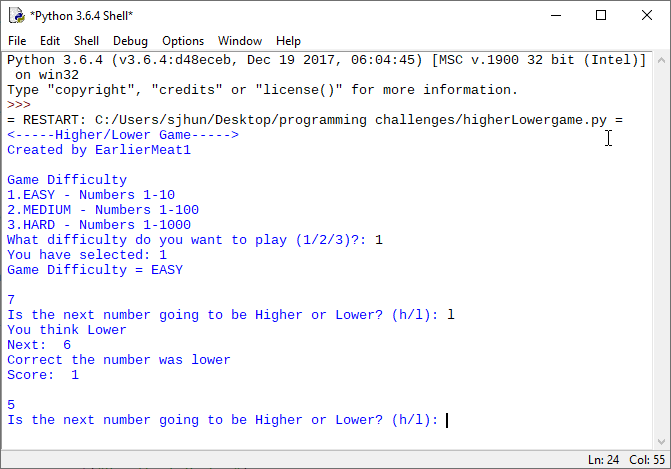 *Python 3.6.4 Shell*
File Edit Shell Debug Options Window Help
Python 3.6.4 (v3.6.4:d48eceb, Dec 19 2017, 06:04:45) [MSC v.1900 32 bit (Intel)]
 on win32
Type "copyright", "credits" or "license()" for more information.
>>>
= RESTART: C:/Users/sjhun/Desktop/programming challenges/higherLowergame.py =
<-----Higher/Lower Game----->
Created by EarlierMeat1
Game Difficulty
1.EASY - Numbers 1-10
2.MEDIUM - Numbers 1-100
3.HARD - Numbers 1-1000
What difficulty do you want to play (1/2/3)?: 1
You have selected: 1
Game Difficulty = EASY
7
Is the next number going to be Higher or Lower? (h/l): l
You think Lower
Next:  6
Correct the number was lower
Score:  1
5
Is the next number going to be Higher or Lower? (h/l):
Ln: 24 Col: 55